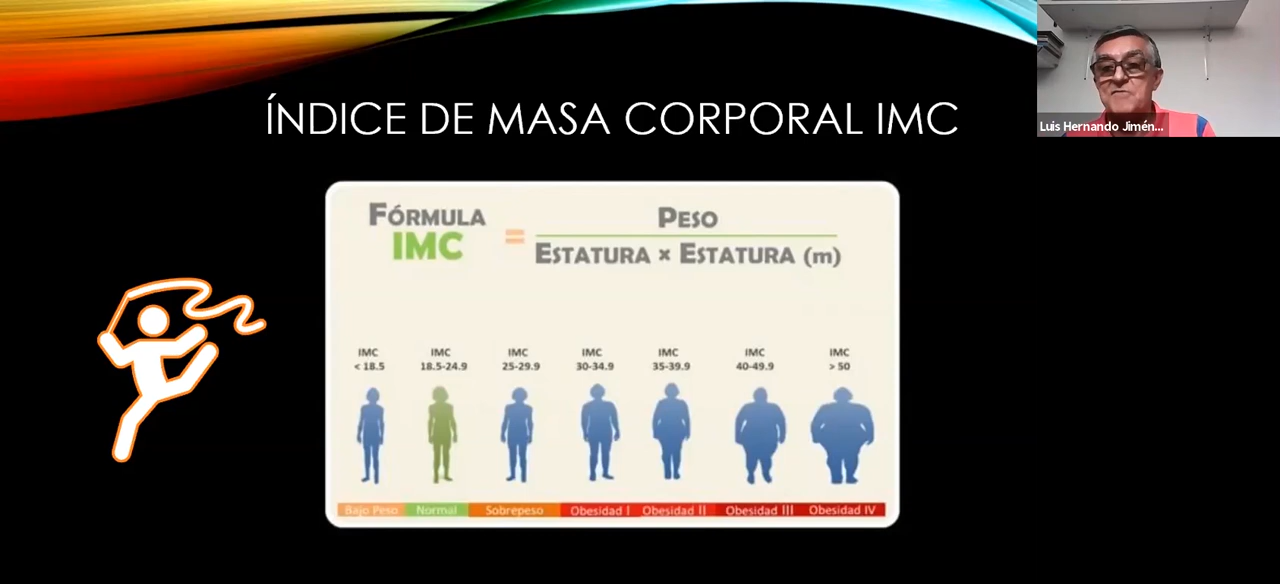 ÍNDICE DE MASA CORPORAL IMC
Luis Hernando Jimén...
FÓRMULA
IMC
=
PESO
ESTATURA × ESTATURA (m)
IMC
< 18.5
IMC
18.5-24.9
IMC
25-29.9
IMC
30-34.9
IMC
35-39.9
IMC
40-49.9
IMC
> 50
Bajo Peso
Normal
Sobrepeso
Obesidad I
Obesidad II
Obesidad III
Obesidad IV